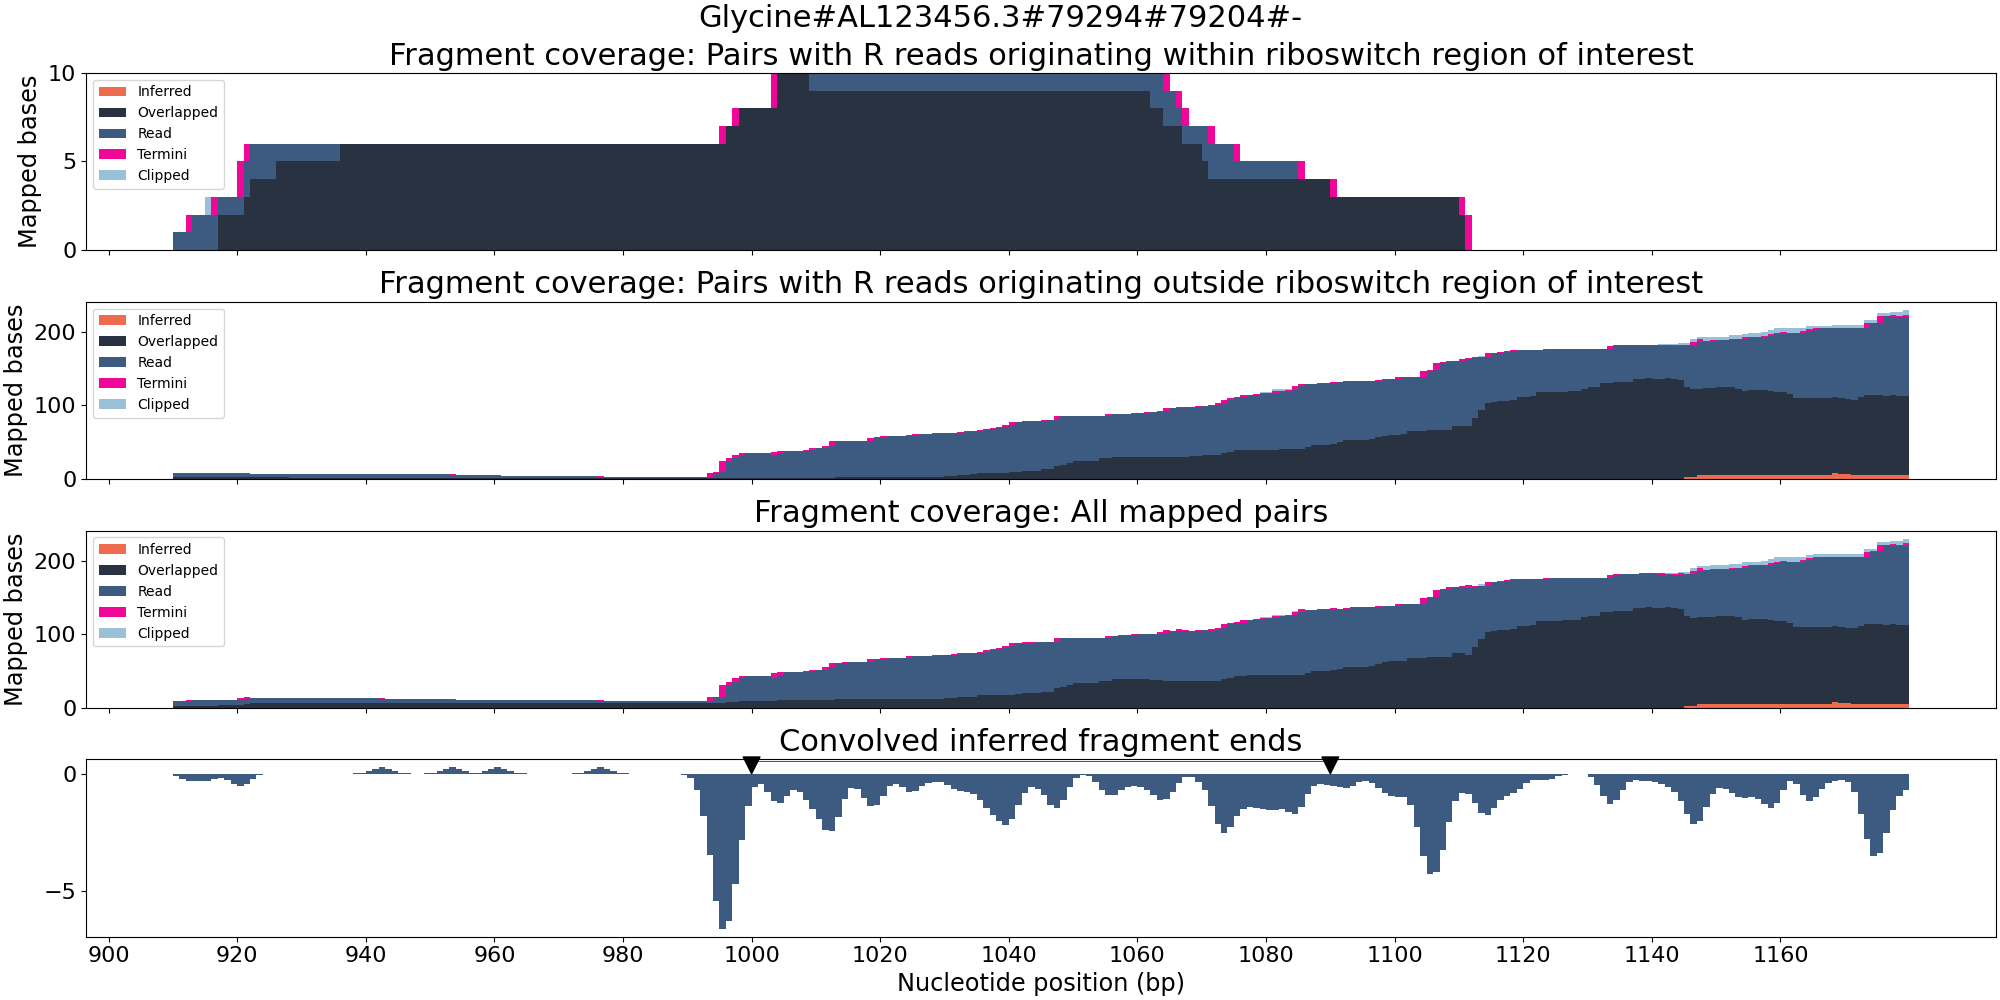 Glycine#AL123456.3#79294#79204#-
Fragment coverage: Pairs with R reads originating within riboswitch region of interest
Mapped bases
10
5
0
Inferred
Overlapped
Read
Termini
Clipped
Fragment coverage: Pairs with R reads originating outside riboswitch region of interest
Mapped bases
200
100
0
Inferred
Overlapped
Read
Termini
Clipped
Fragment coverage: All mapped pairs
Mapped bases
200
100
0
Inferred
Overlapped
Read
Termini
Clipped
Convolved inferred fragment ends
0
−5
900 920 940 960 980 1000 1020 1040 1060 1080 1100 1120 1140 1160
Nucleotide position (bp)